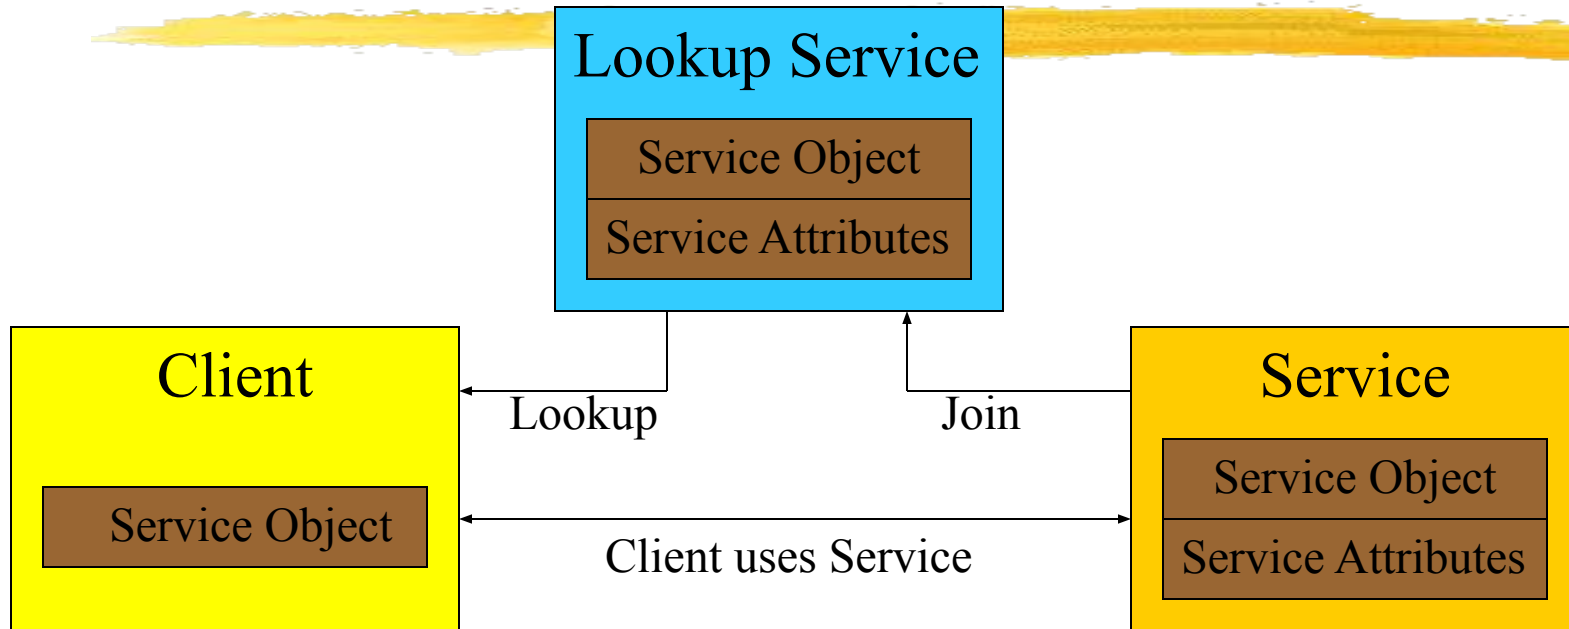 Lookup Service
Service Object
Service Attributes
Client
Service Object
Lookup
Join
Client uses Service
Service
Service Object
Service Attributes